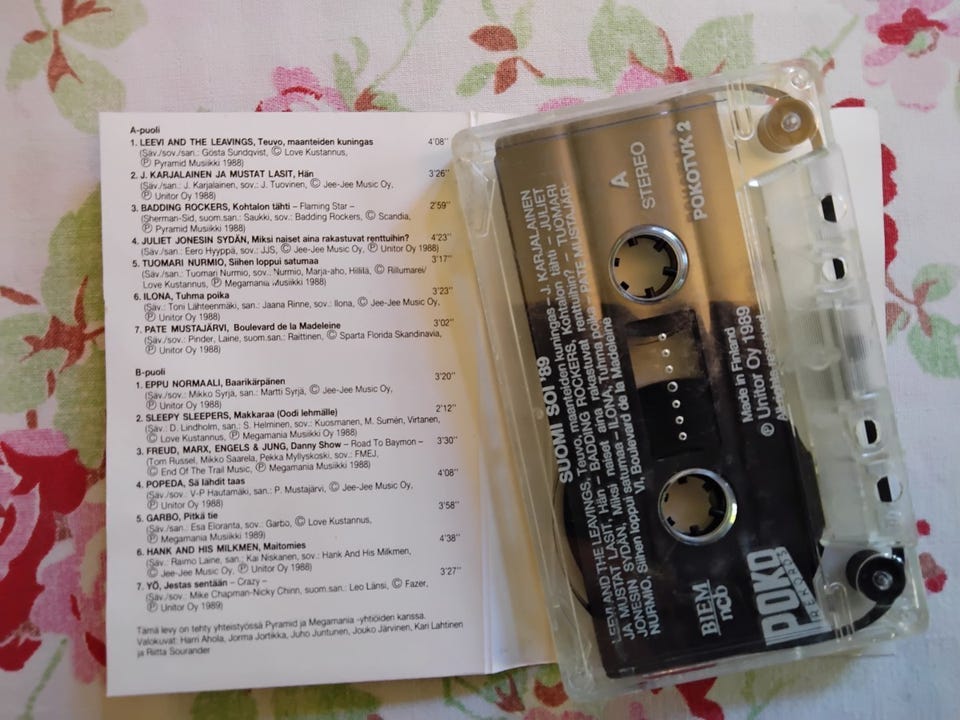 A-puoli
1. LEEVI AND THE LEAVINGS, Teuvo, maanteiden kuningas 4'08"
(Säv./sov./san.: Gösta Sundqvist, © Love Kustannus,
℗ Pyramid Musiikki 1988)
2. J. KARJALAINEN JA MUSTAT LASIT, Hän 3'26"
(Säv./san.: J. Karjalainen, sov.: J. Tuovinen, © Jee-Jee Music Oy,
℗ Unitor Oy 1988)
3. BADDING ROCKERS, Kohtalon tähti – Flaming Star – 2'59"
(Sherman-Sid, suom.san.: Saukki, sov.: Badding Rockers, © Scandia,
℗ Pyramid Musiikki 1988)
4. JULIET JONESIN SYDÄN, Miksi naiset aina rakastuvat renttuihin? 4'23"
(Säv./san.: Eero Hyyppä, sov.: JJS, © Jee-Jee Music Oy, ℗ Unitor Oy 1988)
5. TUOMARI NURMIO, Siihen loppui satumaa 3'17"
(Säv./san.: Tuomari Nurmio, sov.: Nurmio, Marja-aho, Hillilä, © Rillumarei/
Love Kustannus, ℗ Megamania Musiikki 1988)
6. ILONA, Tuhma poika 3'23"
(Säv.: Toni Lähteenmäki, san.: Jaana Rinne, sov.: Ilona, © Jee-Jee Music Oy,
℗ Unitor Oy 1988)
7. PATE MUSTAJÄRVI, Boulevard de la Madeleine 3'02"
(Säv.: Pinder, Laine, suom.san.: Raittinen, © Sparta Florida Skandinavia,
℗ Unitor Oy 1988)
B-puoli
1. EPPU NORMAALI, Baarikärpänen 3'20"
(Säv./sov.: Mikko Syrjä, san.: Martti Syrjä, © Jee-Jee Music Oy,
℗ Unitor Oy 1988)
2. SLEEPY SLEEPERS, Makkaraa (Oodi lehmälle) 2'12"
(Säv.: D. Lindholm, san.: S. Helminen, sov.: Kuosmanen, M. Sumén, Virtanen,
© Love Kustannus, ℗ Megamania Musiikki Oy 1988)
3. FREUD, MARX, ENGELS & JUNG, Danny Show – Road To Baymon – 3'30"
(Tom Russel, Mikko Saarela, Pekka Myllykoski, sov.: FMEJ,
© End Of The Trail Music, ℗ Megamania Musiikki 1988)
4. POPEDA, Sä lähdit taas 4'08"
(Säv./sov.: V-P Hautamäki, san.: P. Mustajärvi, © Jee-Jee Music Oy,
℗ Unitor Oy 1988)
5. GARBO, Pitkä tie 3'58"
(Säv./san.: Esa Eloranta, sov.: Garbo, © Love Kustannus,
℗ Megamania Musiikki 1989)
6. HANK AND HIS MILKMEN, Maitomies 4'38"
(Säv.: Raimo Laine, san.: Kai Niskanen, sov.: Hank And His Milkmen,
© Jee-Jee Music Oy, ℗ Unitor Oy 1988)
7. YÖ, Jestas sentään – Crazy – 3'27"
(Säv./sov.: Mike Chapman-Nicky Chinn, suom.san.: Leo Länsi, © Fazer,
℗ Unitor Oy 1989)
Tämä levy on tehty yhteistyössä Pyramid ja Megamania -yhtiöiden kanssa.
Valokuvat: Harri Ahola, Jorma Jortikka, Juho Juntunen, Jouko Järvinen, Kari Lahtinen
ja Riitta Sourander
SUOMI SOI '89
LEEVI AND THE LEAVINGS, Teuvo, maanteiden kuningas – J. KARJALAINEN
JA MUSTAT LASIT, Hän – BADDING ROCKERS, Kohtalon tähti – JULIET
JONESIN SYDÄN, Miksi naiset aina rakastuvat renttuihin? – TUOMARI
NURMIO, Siihen loppui satumaa – ILONA, Tuhma poika – PATE MUSTAJÄR-
VI, Boulevard de la Madeleine
A
STEREO
POKOTVK 2
BIEM
ncb
POKO
RECORDS
Made in Finland
℗ Unitor Oy 1989
All rights reserved